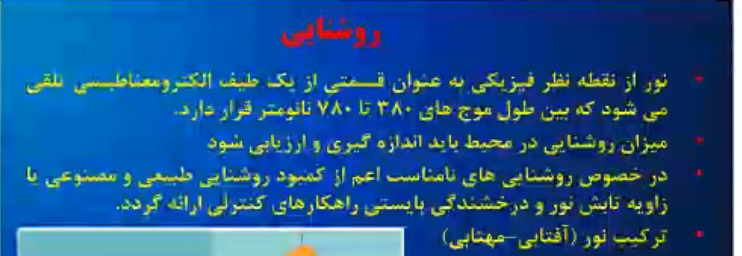 روشنایی
نور از نقطه نظر فیزیکی به عنوان قسمتی از یک طیف الکترومغناطیسی تلقی
می شود که بین طول موج های ۳۸۰ تا ۷۸۰ نانومتر قرار دارد.
میزان روشنایی در محیط باید اندازه گیری و ارزیابی شود
در خصوص روشنایی های نامناسب اعم از کمبود روشنایی طبیعی و مصنوعی یا
زاویه تابش نور و درخشندگی بایستی راهکارهای کنترلی ارائه گردد.
ترکیب نور (آفتابی-مهتابی)